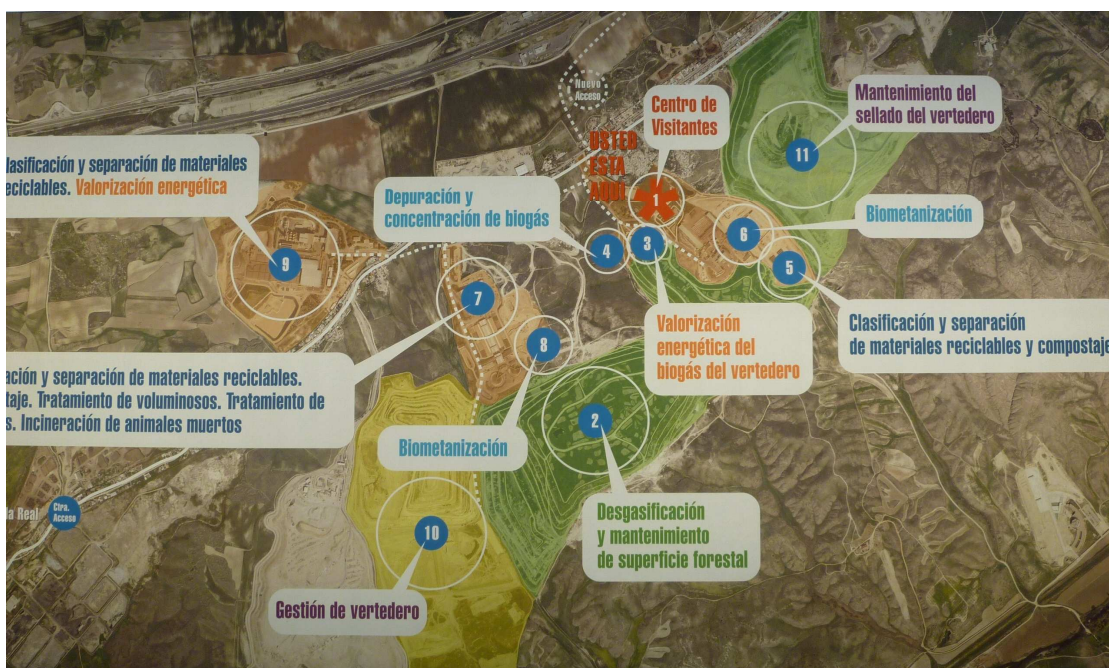 Nuevo
Acceso
Centro de
Visitantes
Mantenimiento del
sellado del vertedero
11
USTED
ESTA
AQUI
1
lasificación y separación de materiales
eciclables. Valorización energética
9
Depuración y
concentración de biogás
4
3
6
Biometanización
5
Clasificación y separación
de materiales reciclables y compostaje
7
8
Valorización
energética del
biogás del vertedero
ación y separación de materiales reciclables.
taje. Tratamiento de voluminosos. Tratamiento de
s. Incineración de animales muertos
2
Biometanización
la Real
Ctra.
Acceso
10
Desgasificación
y mantenimiento
de superficie forestal
Gestión de vertedero